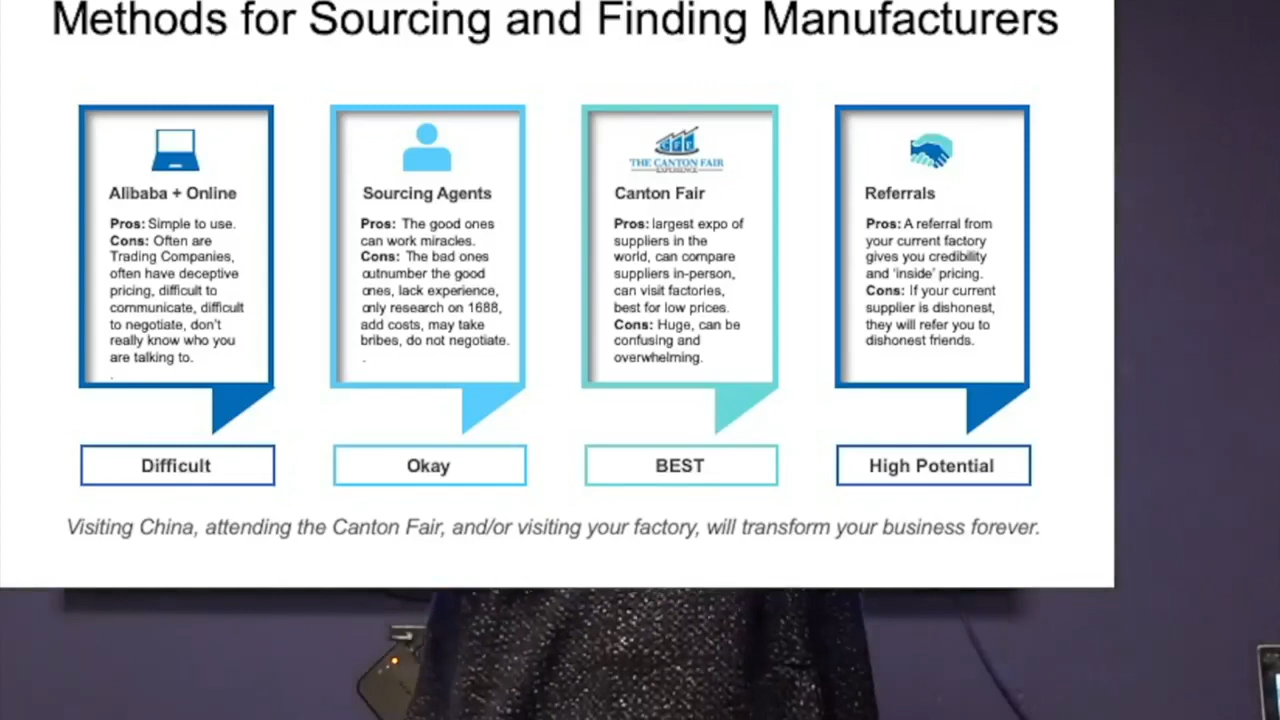 Methods for Sourcing and Finding Manufacturers
Alibaba + Online
Pros: Simple to use.
Cons: Often are
Trading Companies,
often have deceptive
pricing, difficult to
communicate, difficult
to negotiate, don't
really know who you
are talking to.
.
Difficult
Sourcing Agents
Pros: The good ones
can work miracles.
Cons: The bad ones
outnumber the good
ones, lack experience,
only research on 1688,
add costs, may take
bribes, do not negotiate.
.
Okay
THE CANTON FAIR
EXPERIENCE
Canton Fair
Pros: largest expo of
suppliers in the
world, can compare
suppliers in-person,
can visit factories,
best for low prices.
Cons: Huge, can be
confusing and
overwhelming.
BEST
Referrals
Pros: A referral from
your current factory
gives you credibility
and 'inside' pricing.
Cons: If your current
supplier is dishonest,
they will refer you to
dishonest friends.
High Potential
Visiting China, attending the Canton Fair, and/or visiting your factory, will transform your business forever.